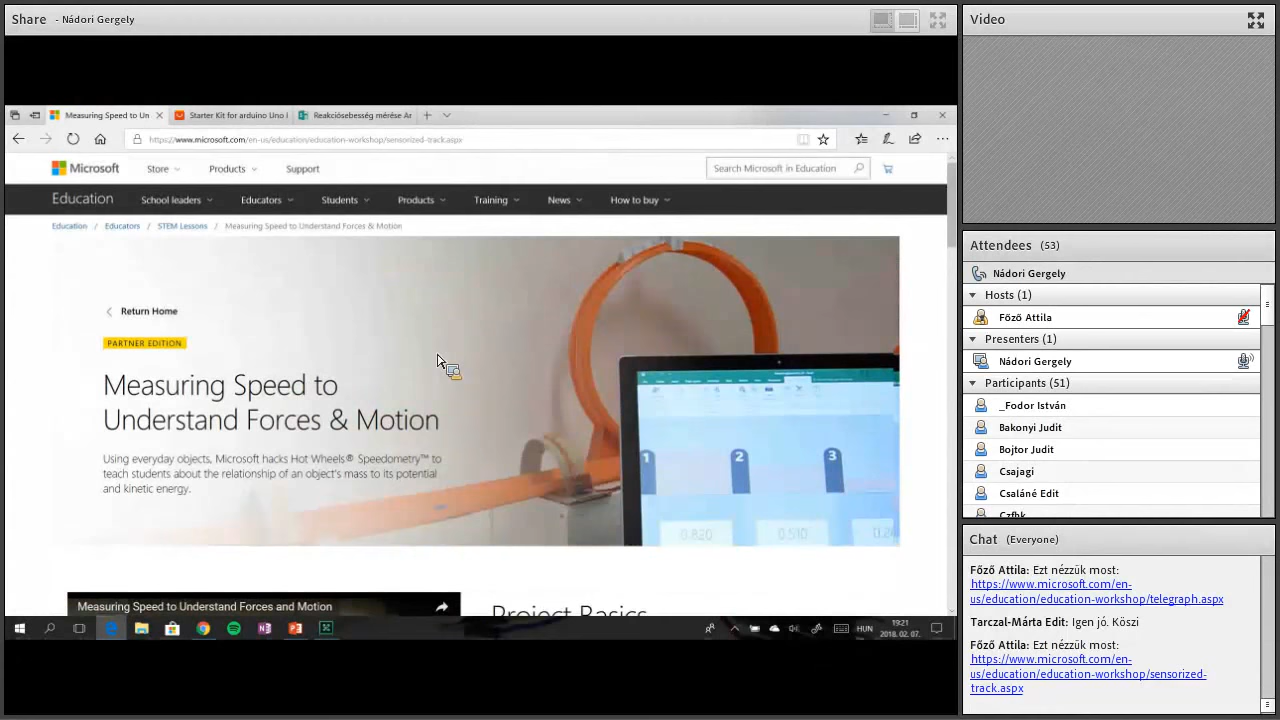 Share - Nádori Gergely
Measuring Speed to Un
Starter Kit for arduino Uno
Reakciósebesség mérése Ar
https://www.microsoft.com/en-us/education/education-workshop/sensorized-track.aspx
Microsoft
Store
Products
Support
Search Microsoft in Education
Education
School leaders
Educators
Students
Products
Training
News
How to buy
Education / Educators / STEM Lessons / Measuring Speed to Understand Forces & Motion
Return Home
PARTNER EDITION
Measuring Speed to
Understand Forces & Motion
Using everyday objects, Microsoft hacks Hot Wheels® Speedometry™ to
teach students about the relationship of an object's mass to its potential
and kinetic energy.
1
2
3
0.820
0.510
Measuring Speed to Understand Forces and Motion
Project Basics
HUN
19:21
2018. 02. 07.
Video
Attendees (53)
Nádori Gergely
Hosts (1)
Főző Attila
Presenters (1)
Nádori Gergely
Participants (51)
_Fodor István
Bakonyi Judit
Bojtor Judit
Csajagi
Csaláné Edit
Czfbk
Chat (Everyone)
Főző Attila: Ezt nézzük most:
https://www.microsoft.com/en-
us/education/education-workshop/telegraph.aspx
Tarczal-Márta Edit: Igen jó. Köszi
Főző Attila: Ezt nézzük most:
https://www.microsoft.com/en-
us/education/education-workshop/sensorized-
track.aspx